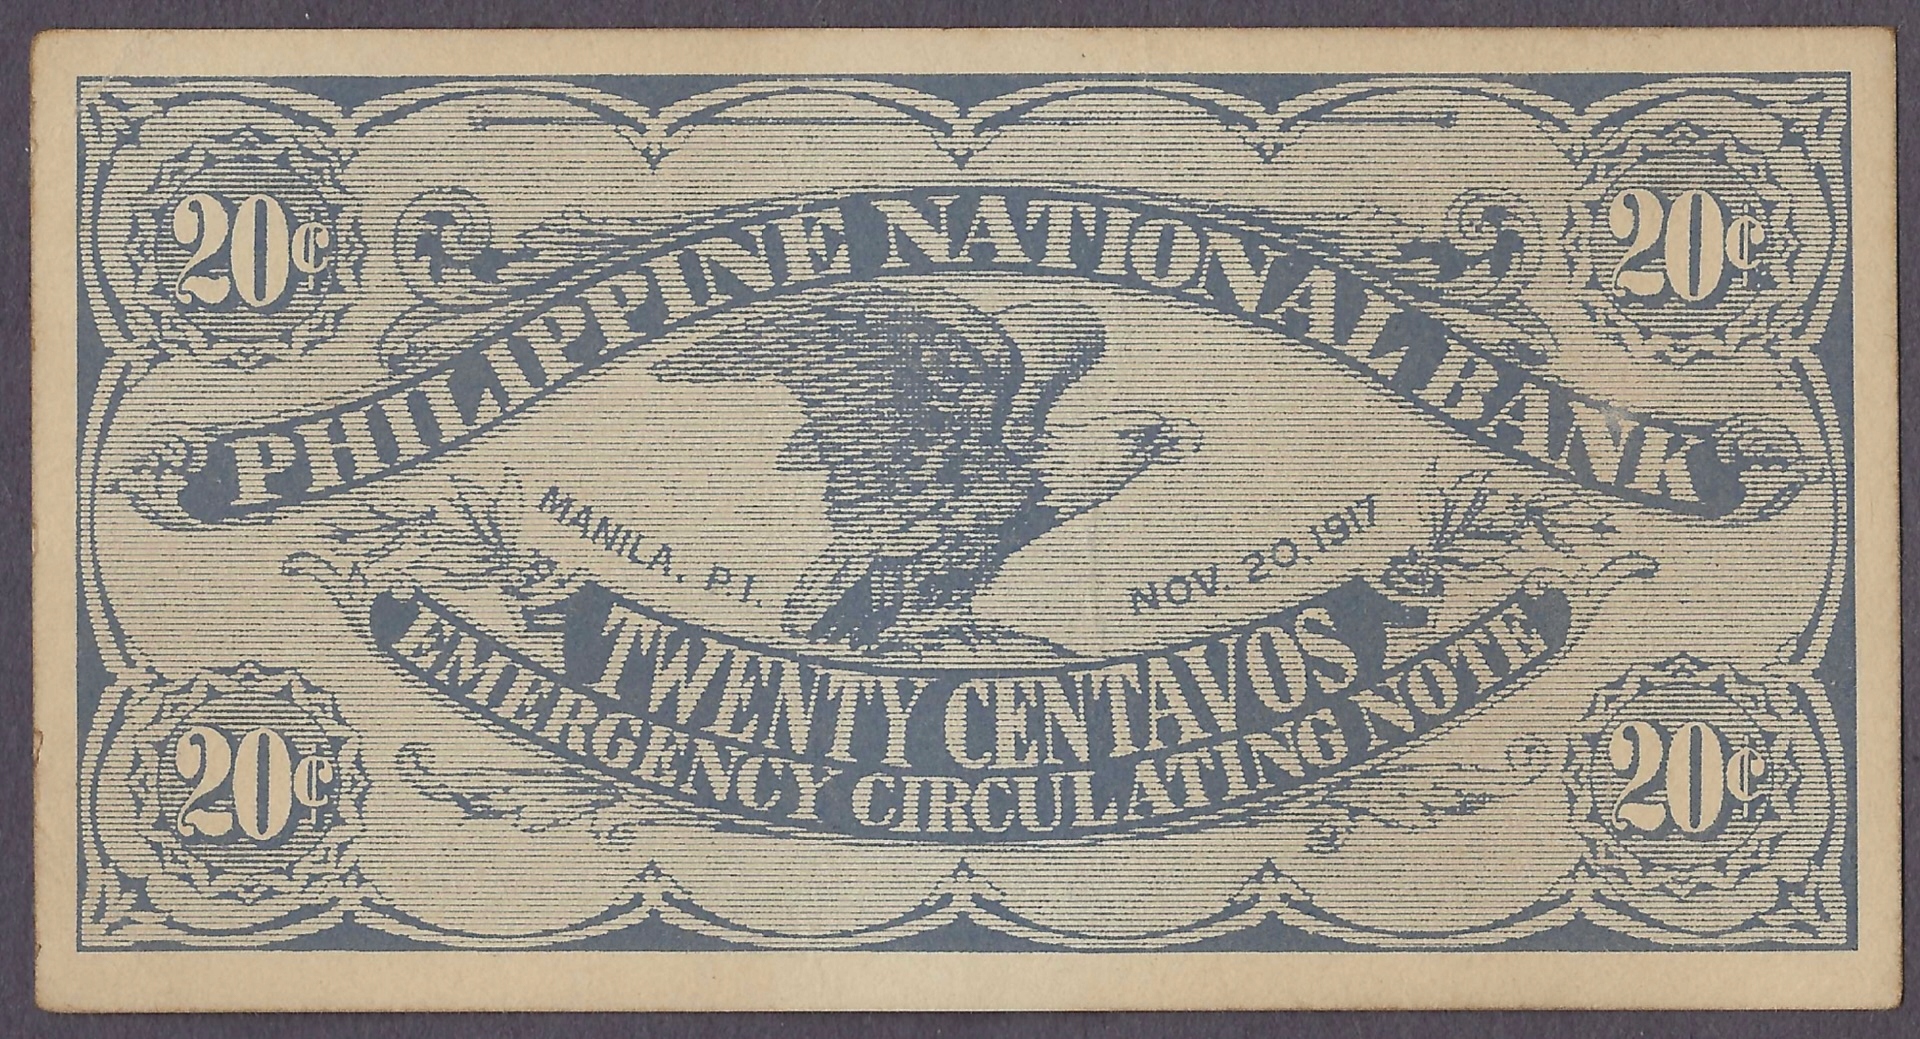 20¢ 20¢
PHILIPPINE NATIONAL BANK
MANILA, P.I. NOV. 20, 1917
TWENTY CENTAVOS
EMERGENCY CIRCULATING NOTE
20¢ 20¢